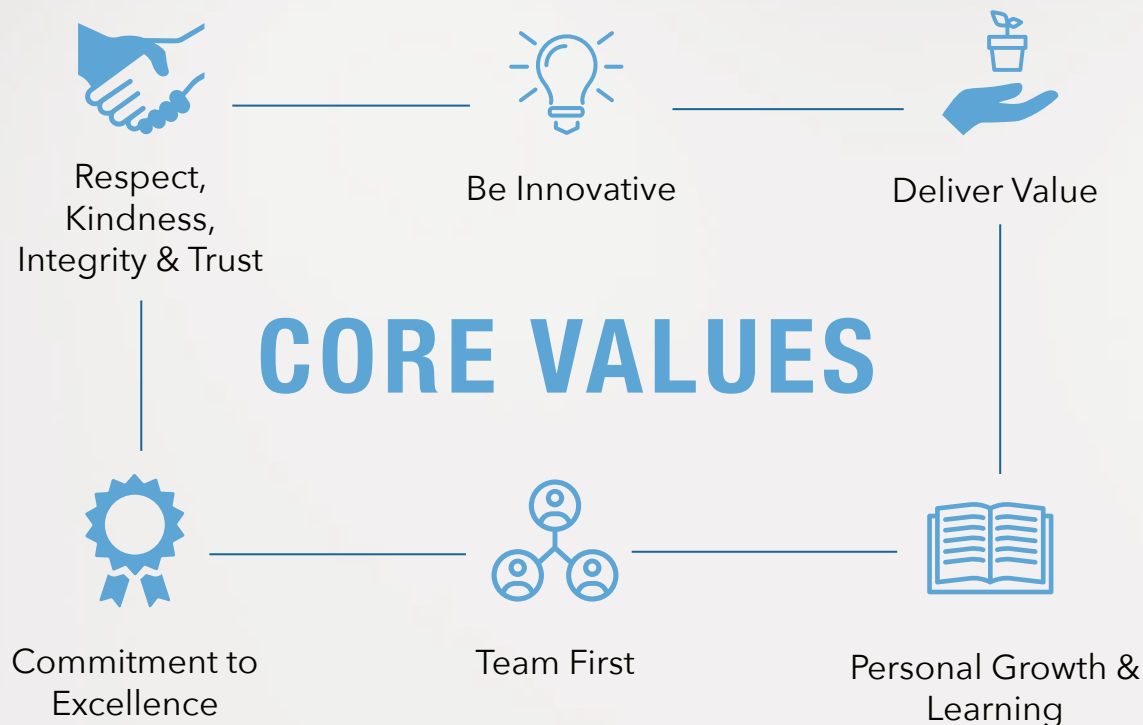 Respect,
Kindness,
Integrity & Trust
Be Innovative
Deliver Value
CORE VALUES
Commitment to
Excellence
Team First
Personal Growth &
Learning